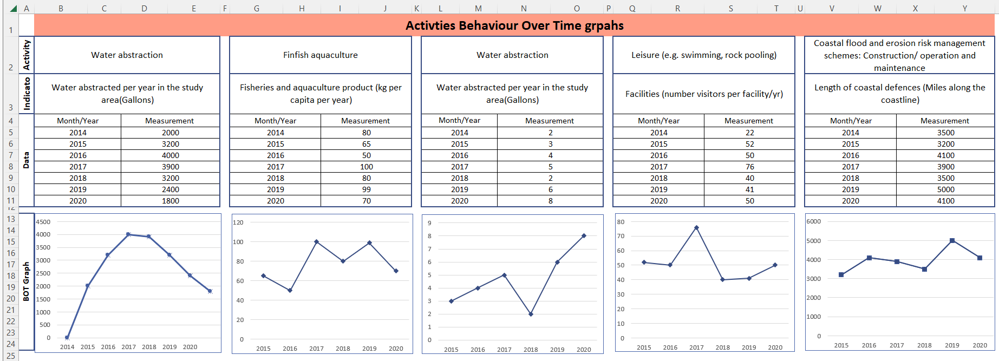 A B C D E F G H I J K L M N O P Q R S T U V W X Y
1 Activties Behaviour Over Time grpahs
2 Activity Water abstraction Finfish aquaculture Water abstraction Leisure (e.g. swimming, rock pooling) Coastal flood and erosion risk management
schemes: Construction/ operation and
maintenance
3 Indicato Water abstracted per year in the study Fisheries and aquaculture product (kg per Water abstracted per year in the study Facilities (number visitors per facility/yr) Length of coastal defences (Miles along the
area(Gallons) capita per year) area(Gallons) coastline)
4 Month/Year Measurement Month/Year Measurement Month/Year Measurement Month/Year Measurement Month/Year Measurement
5 2014 2000 2014 80 2014 2 2014 22 2014 3500
6 2015 3200 2015 65 2015 3 2015 52 2015 3200
7 2016 4000 2016 50 2016 4 2016 50 2016 4100
8 Data 2017 3900 2017 100 2017 5 2017 76 2017 3900
9 2018 3200 2018 80 2018 2 2018 40 2018 3500
10 2019 2400 2019 99 2019 6 2019 41 2019 5000
11 2020 1800 2020 70 2020 8 2020 50 2020 4100
12
13
14
15
16
17
18
19
20
21
22
23
24
25
BOT Graph
4500
4000
3500
3000
2500
2000
1500
1000
500
0
2014 2015 2016 2017 2018 2019 2020
120
100
80
60
40
20
0
2015 2016 2017 2018 2019 2020
9
8
7
6
5
4
3
2
1
0
2015 2016 2017 2018 2019 2020
80
70
60
50
40
30
20
10
0
2015 2016 2017 2018 2019 2020
6000
5000
4000
3000
2000
1000
0
2015 2016 2017 2018 2019 2020